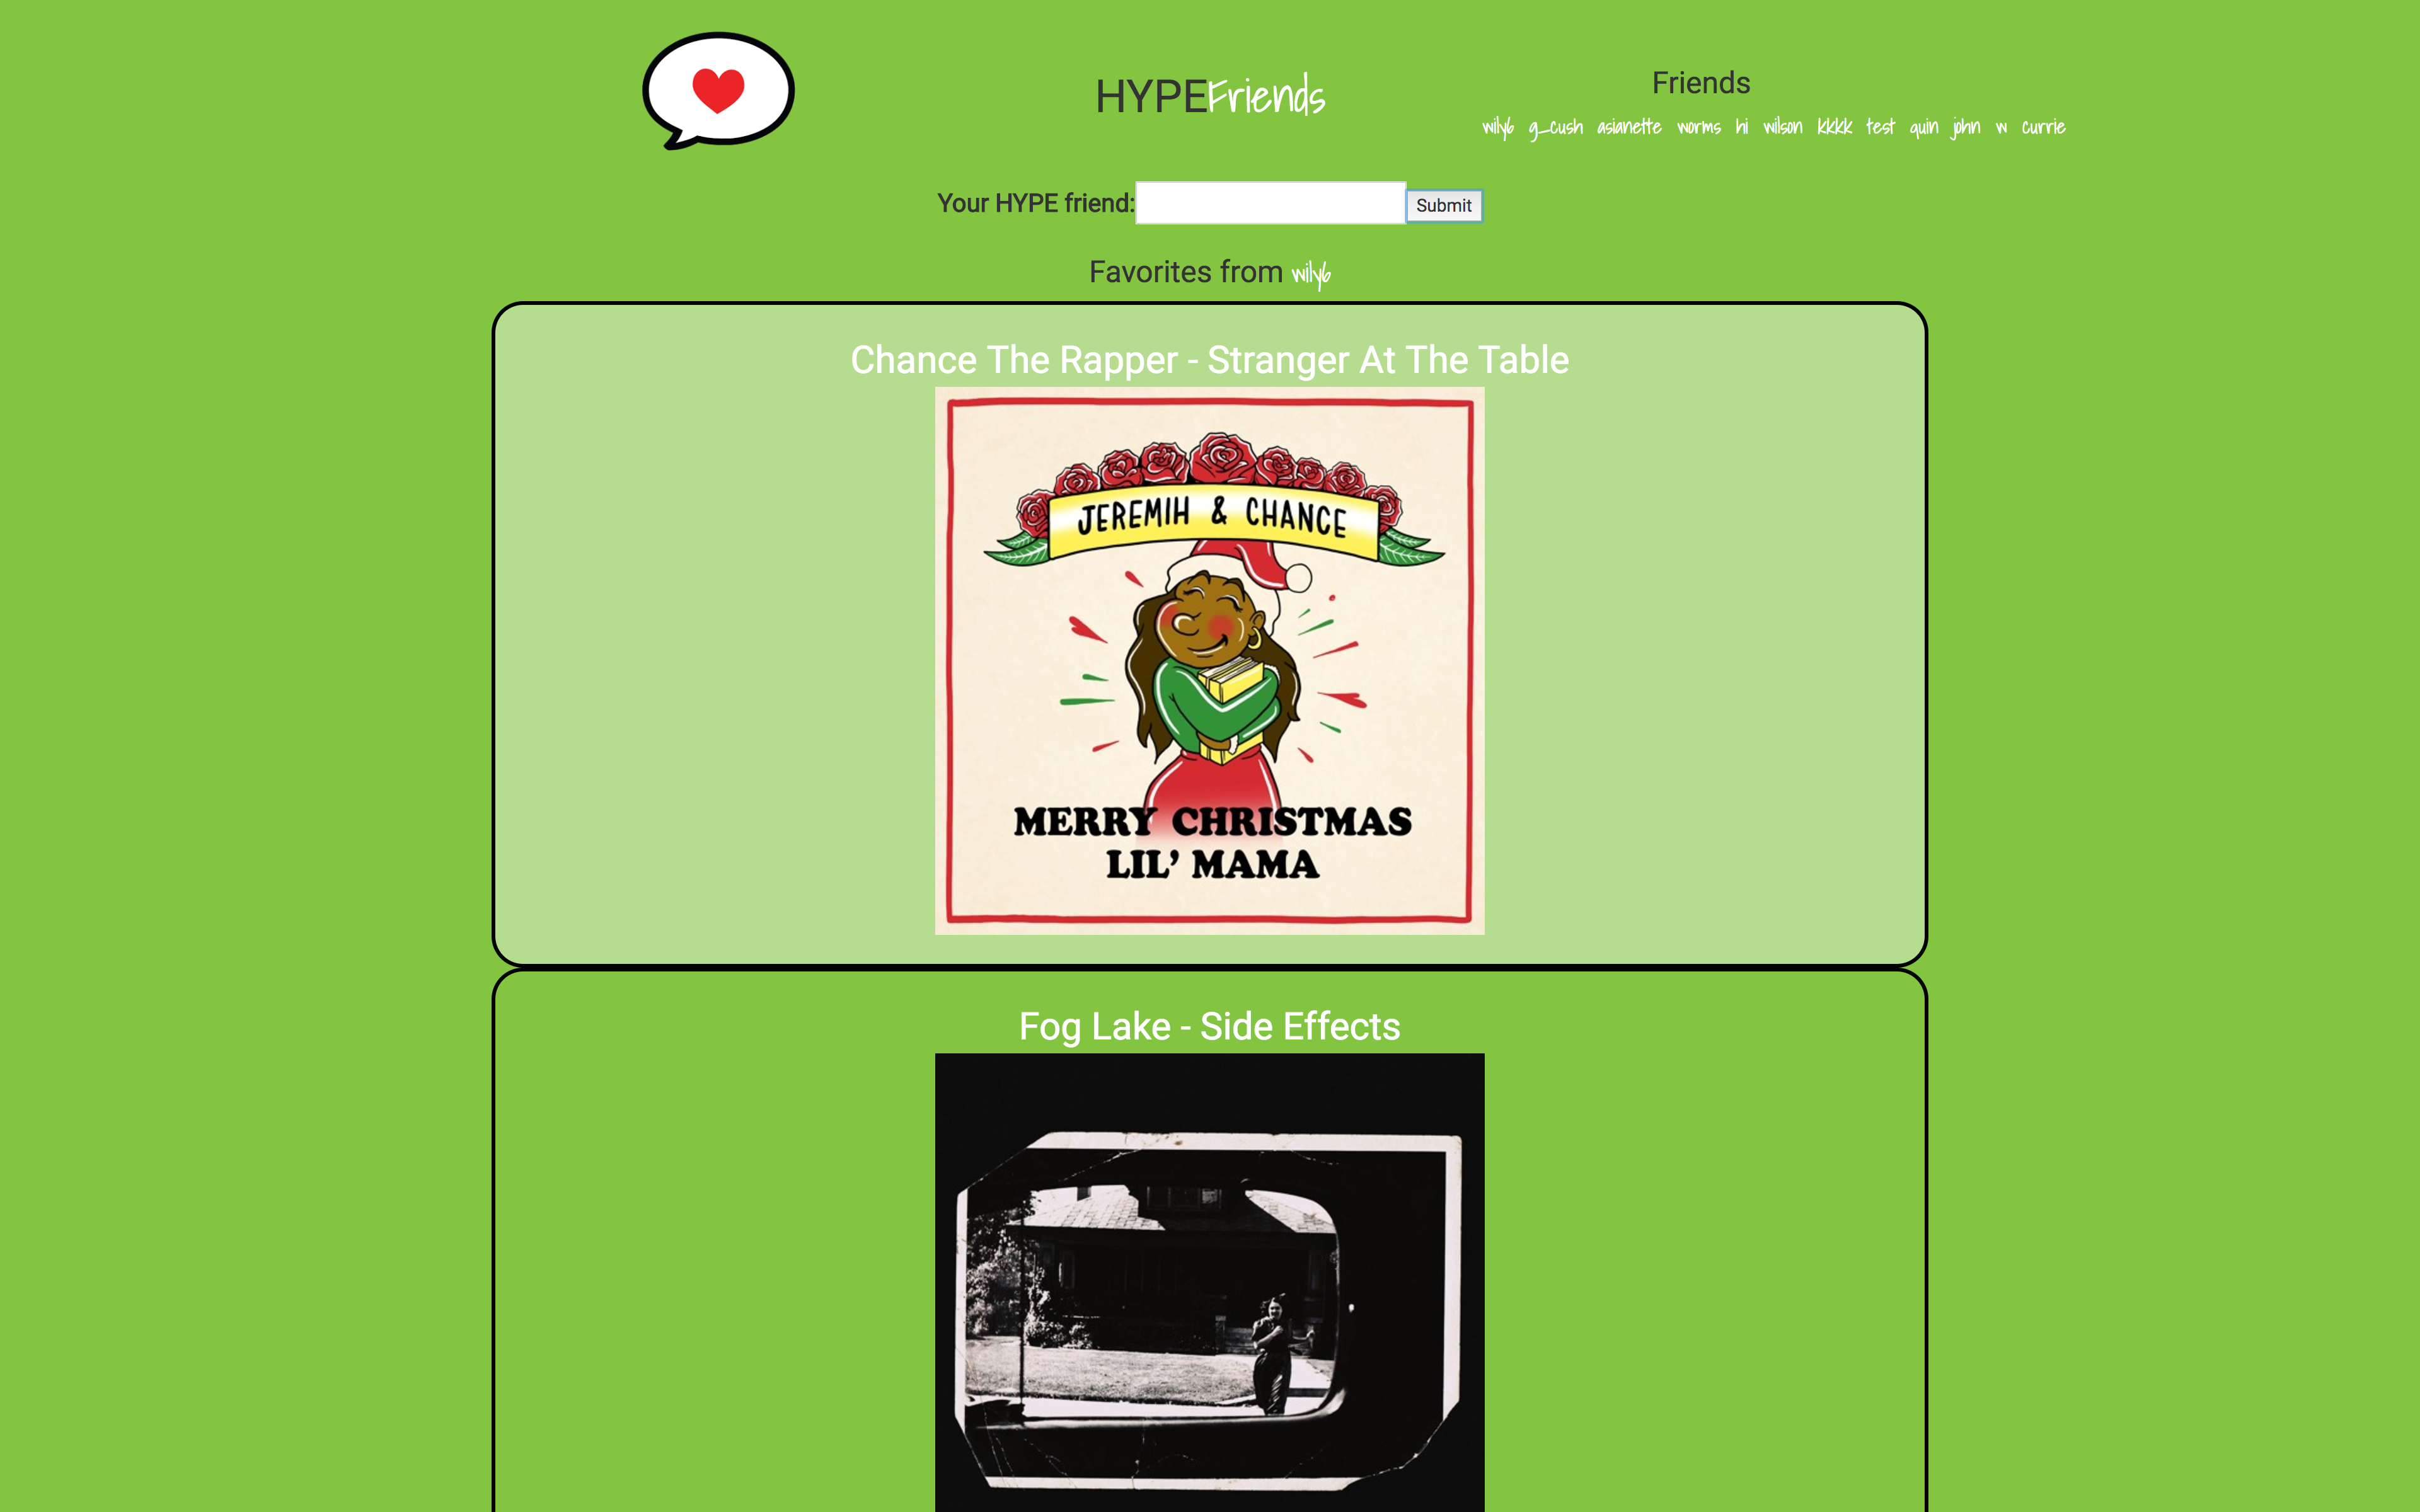 HYPEFriends
Friends
wily6 g_cush asianette worms hi wilson kkkk test quin john w currie
Your HYPE friend:
Submit
Favorites from wily6
Chance The Rapper - Stranger At The Table
JEREMIH & CHANCE
MERRY CHRISTMAS
LIL’ MAMA
Fog Lake - Side Effects